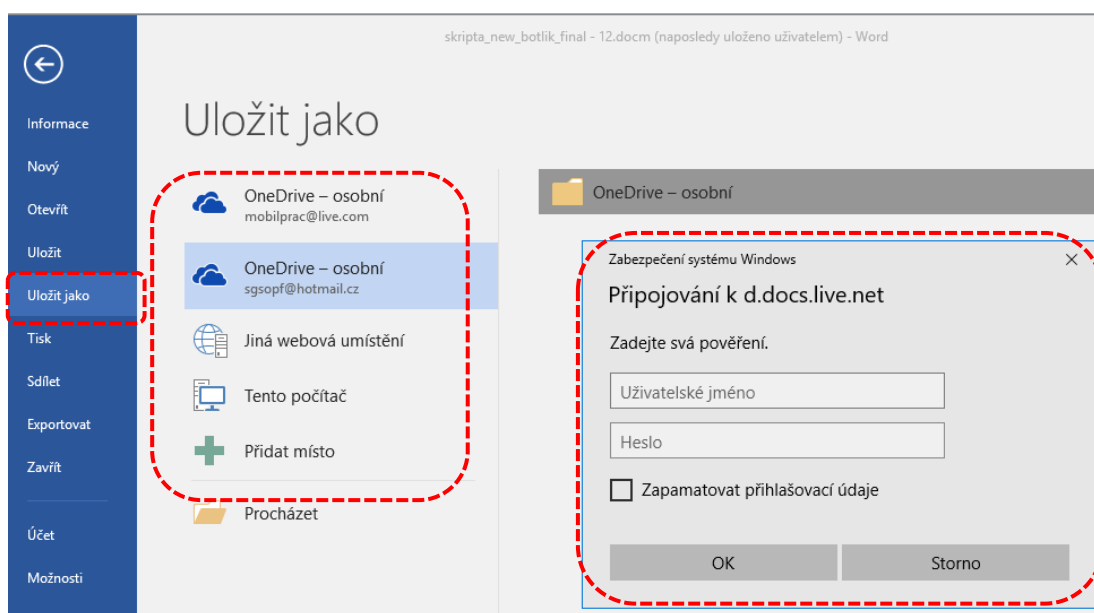 skripta_new_botlik_final - 12.docm (naposledy uloženo uživatelem) - Word
Informace
Nový
Otevřít
Uložit
Uložit jako
Tisk
Sdílet
Exportovat
Zavřít
Účet
Možnosti
Uložit jako
OneDrive – osobní
mobilprac@live.com
OneDrive – osobní
sgsopf@hotmail.cz
Jiná webová umístění
Tento počítač
Přidat místo
Procházet
OneDrive – osobní
Zabezpečení systému Windows
Připojování k d.docs.live.net
Zadejte svá pověření.
Uživatelské jméno
Heslo
Zapamatovat přihlašovací údaje
OK
Storno